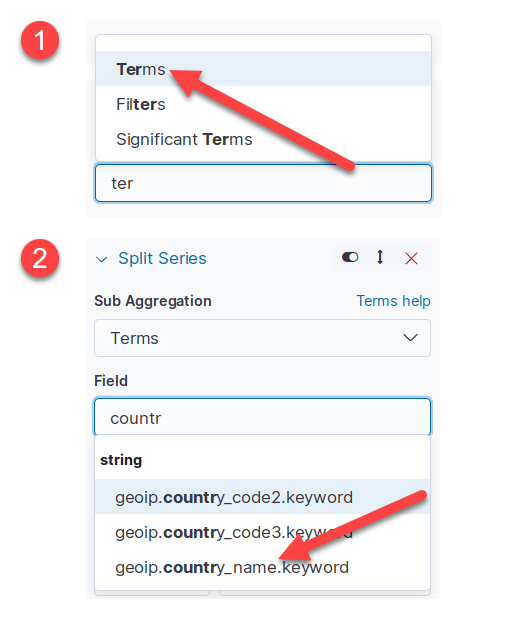 1
Terms
Filters
Significant Terms
ter
2
Split Series
Sub Aggregation Terms help
Terms
Field
countr
string
geoip.country_code2.keyword
geoip.country_code3.keyword
geoip.country_name.keyword